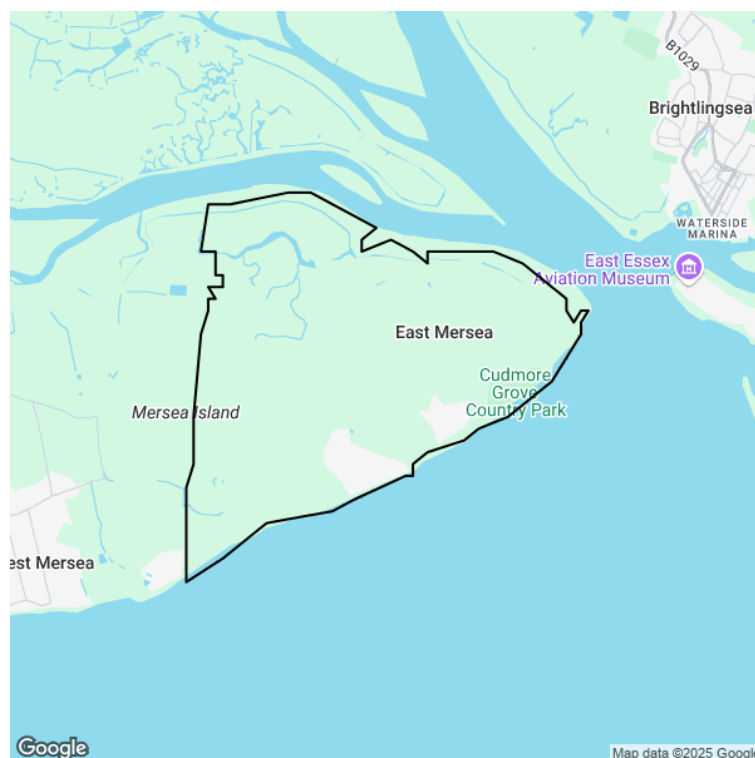 B1029
Brightlingsea
WATERSIDE
MARINA
East Essex
Aviation Museum
East Mersea
Cudmore
Grove
Country Park
Mersea Island
est Mersea
Google
Map data ©2025 Google